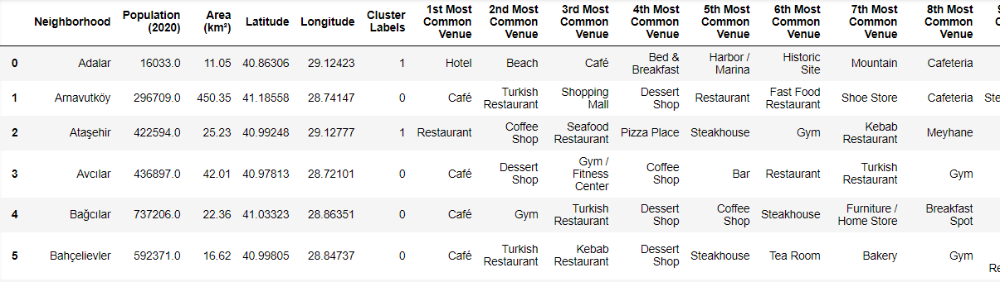 Neighborhood Population (2020) Area (km²) Latitude Longitude Cluster Labels 1st Most Common Venue 2nd Most Common Venue 3rd Most Common Venue 4th Most Common Venue 5th Most Common Venue 6th Most Common Venue 7th Most Common Venue 8th Most Common Venue
0 Adalar 16033.0 11.05 40.86306 29.12423 1 Hotel Beach Café Bed & Breakfast Harbor / Marina Historic Site Mountain Cafeteria
1 Arnavutköy 296709.0 450.35 41.18558 28.74147 0 Café Turkish Restaurant Shopping Mall Dessert Shop Restaurant Fast Food Restaurant Shoe Store Cafeteria
2 Ataşehir 422594.0 25.23 40.99248 29.12777 1 Restaurant Coffee Shop Seafood Restaurant Pizza Place Steakhouse Gym Kebab Restaurant Meyhane
3 Avcılar 436897.0 42.01 40.97813 28.72101 0 Café Dessert Shop Gym / Fitness Center Coffee Shop Bar Restaurant Turkish Restaurant Gym
4 Bağcılar 737206.0 22.36 41.03323 28.86351 0 Café Gym Turkish Restaurant Dessert Shop Coffee Shop Steakhouse Furniture / Home Store Breakfast Spot
5 Bahçelievler 592371.0 16.62 40.99805 28.84737 0 Café Turkish Restaurant Kebab Restaurant Dessert Shop Steakhouse Tea Room Bakery Gym